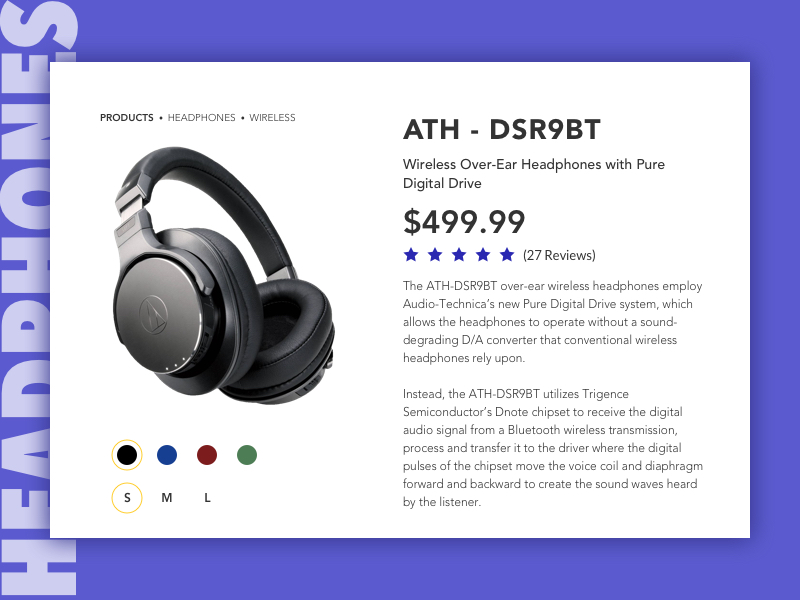 HEADPHONES
PRODUCTS • HEADPHONES • WIRELESS
S M L
ATH - DSR9BT
Wireless Over-Ear Headphones with Pure
Digital Drive
$499.99
(27 Reviews)
The ATH-DSR9BT over-ear wireless headphones employ
Audio-Technica’s new Pure Digital Drive system, which
allows the headphones to operate without a sound-
degrading D/A converter that conventional wireless
headphones rely upon.
Instead, the ATH-DSR9BT utilizes Trigence
Semiconductor’s Dnote chipset to receive the digital
audio signal from a Bluetooth wireless transmission,
process and transfer it to the driver where the digital
pulses of the chipset move the voice coil and diaphragm
forward and backward to create the sound waves heard
by the listener.